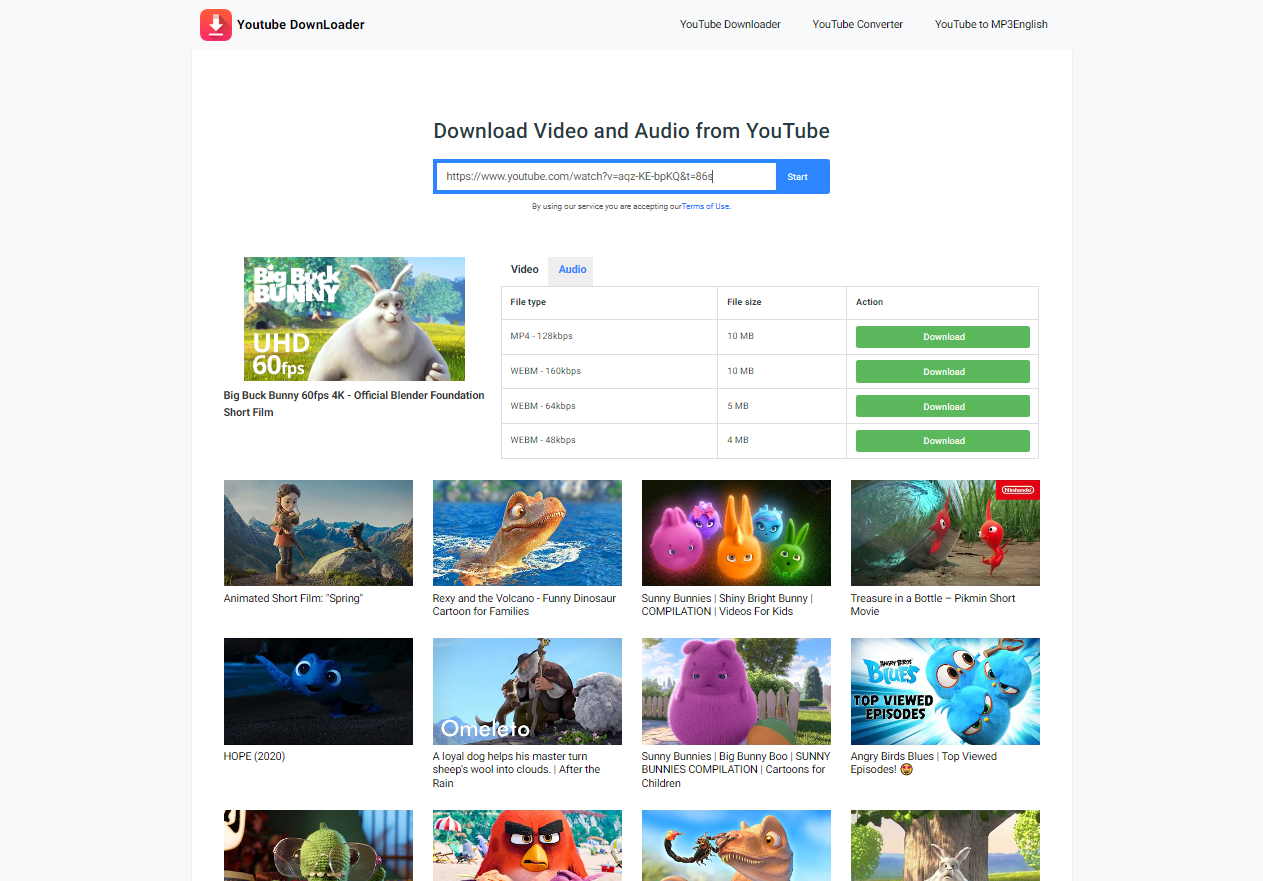 Youtube DownLoader
YouTube Downloader
YouTube Converter
YouTube to MP3English
Download Video and Audio from YouTube
https://www.youtube.com/watch?v=aqz-KE-bpKQ&t=86s
Start
By using our service you are accepting ourTerms of Use.
Big Buck
BUNNY
UHD
60fps
Big Buck Bunny 60fps 4K - Official Blender Foundation
Short Film
Video
Audio
File type
File size
Action
MP4 - 128kbps
10 MB
Download
WEBM - 160kbps
10 MB
Download
WEBM - 64kbps
5 MB
Download
WEBM - 48kbps
4 MB
Download
Nintendo
Animated Short Film: "Spring"
Rexy and the Volcano - Funny Dinosaur
Cartoon for Families
Sunny Bunnies | Shiny Bright Bunny |
COMPILATION | Videos For Kids
Treasure in a Bottle – Pikmin Short
Movie
Omeleto
ANGRY BIRDS
BLUES
TOP VIEWED
EPISODES
HOPE (2020)
A loyal dog helps his master turn
sheep's wool into clouds. | After the
Rain
Sunny Bunnies | Big Bunny Boo | SUNNY
BUNNIES COMPILATION | Cartoons for
Children
Angry Birds Blues | Top Viewed
Episodes! 🤩